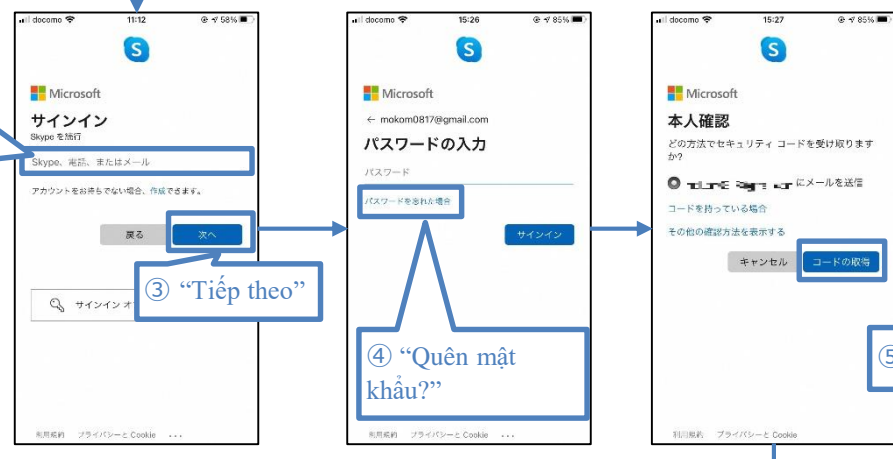 docomo 11:12 58%
S
Microsoft
サインイン
Skype を続行
Skype、電話、またはメール
アカウントをお持ちでない場合、作成できます。
戻る 次へ
サインイン オ
③ “Tiếp theo”
利用規約 プライバシーと Cookie ...
docomo 15:26 85%
S
Microsoft
← mokom0817@gmail.com
パスワードの入力
パスワード
パスワードを忘れた場合
サインイン
④ “Quên mật
khẩu?”
利用規約 プライバシーと Cookie ...
docomo 15:27 85%
S
Microsoft
本人確認
どの方法でセキュリティ コードを受け取ります
か?
にメールを送信
コードを持っている場合
その他の確認方法を表示する
キャンセル コードの取得
⑤
利用規約 プライバシーと Cookie